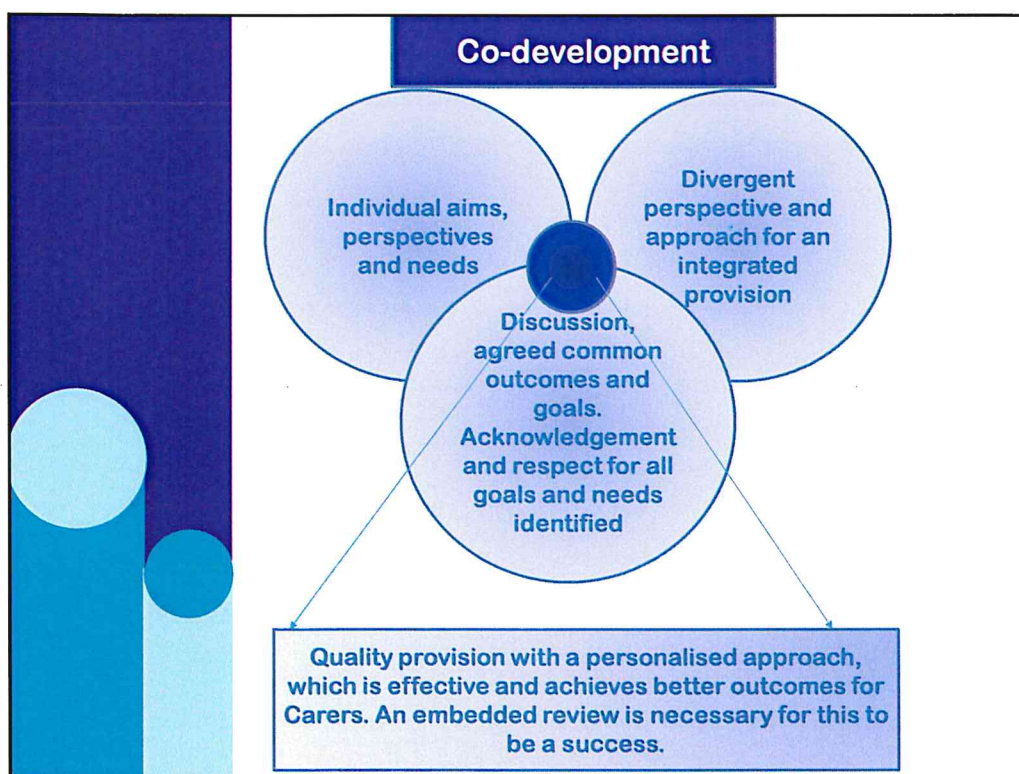 Co-development
Individual aims,
perspectives
and needs
Divergent
perspective and
approach for an
integrated
provision
Discussion,
agreed common
outcomes and
goals.
Acknowledgement
and respect for all
goals and needs
identified
Quality provision with a personalised approach,
which is effective and achieves better outcomes for
Carers. An embedded review is necessary for this to
be a success.